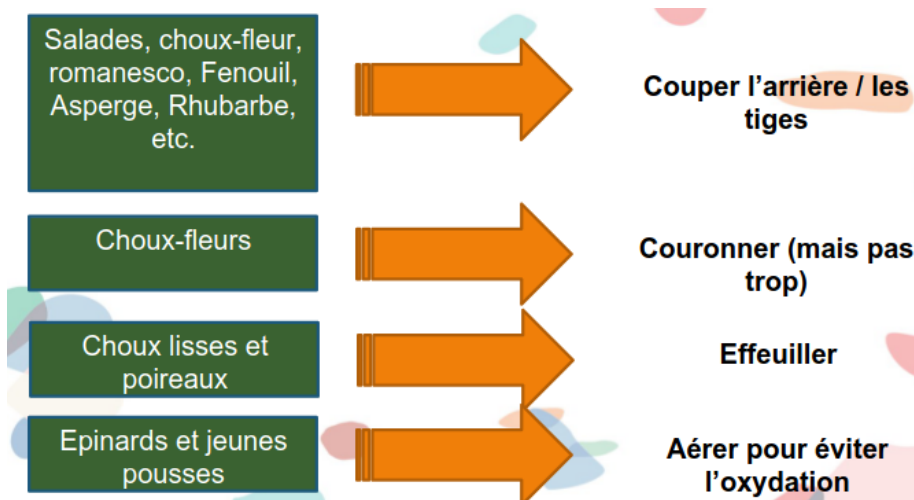 Salades, choux-fleur,
romanesco, Fenouil,
Asperge, Rhubarbe,
etc.
Couper l’arrière / les
tiges
Choux-fleurs
Couronner (mais pas
trop)
Choux lisses et
poireaux
Effeuiller
Epinards et jeunes
pousses
Aérer pour éviter
l’oxydation